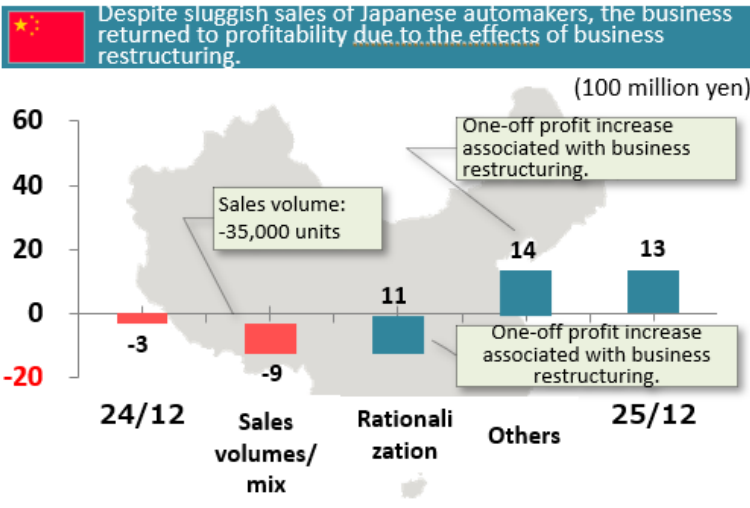 Despite sluggish sales of Japanese automakers, the business
returned to profitability due to the effects of business
restructuring.
(100 million yen)
60
40
20
0
-20
One-off profit increase
associated with business
restructuring.
Sales volume:
-35,000 units
-3
-9
11
14
13
One-off profit increase
associated with business
restructuring.
24/12
Sales
volumes/
mix
Rationali
zation
Others
25/12